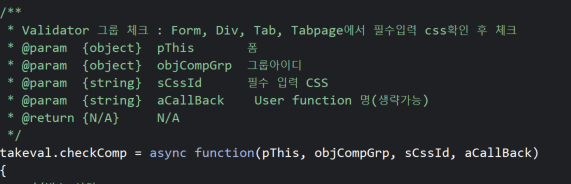 /**
 * Validator 그룹 체크 : Form, Div, Tab, Tabpage에서 필수입력 css확인 후 체크
 * @param  {object}  pThis       폼
 * @param  {object}  objCompGrp  그룹아이디
 * @param  {string}  sCssId      필수 입력 CSS
 * @param  {string}  aCallBack    User function 명(생략가능)
 * @return {N/A}     N/A
 */
takeval.checkComp = async function(pThis, objCompGrp, sCssId, aCallBack)
{